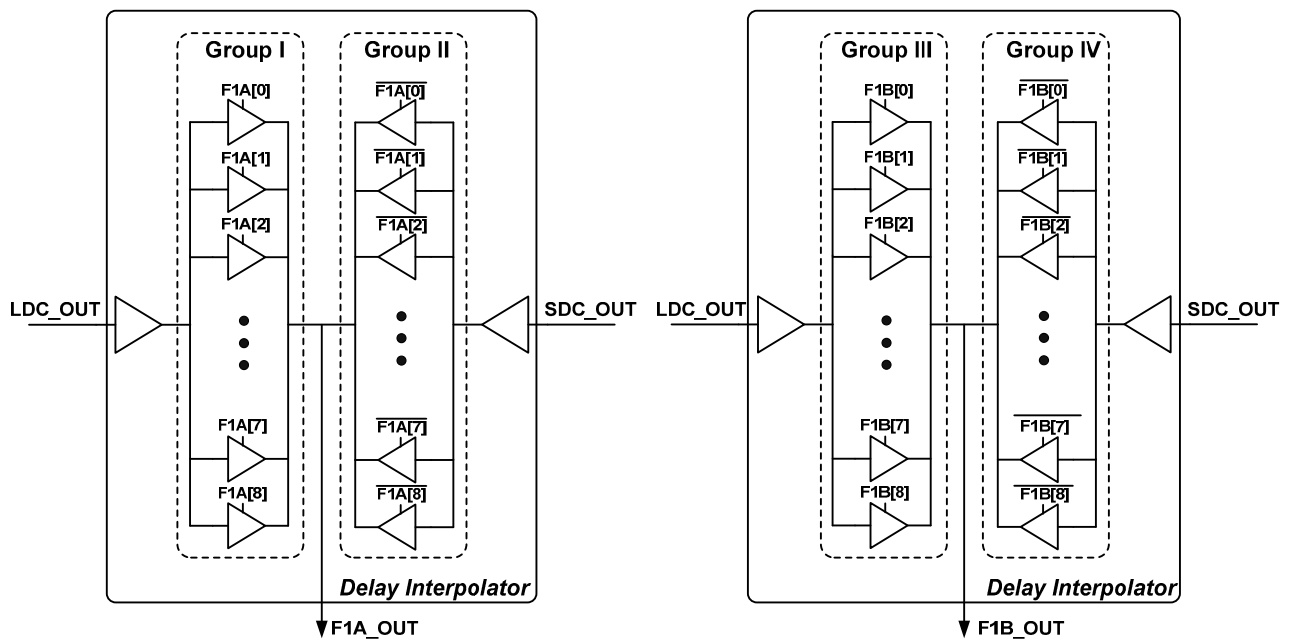 Group I
F1A[0]
F1A[1]
F1A[2]
F1A[7]
F1A[8]
Group II
F1A[0]
F1A[1]
F1A[2]
F1A[7]
F1A[8]
LDC_OUT
SDC_OUT
Delay Interpolator
F1A_OUT
Group III
F1B[0]
F1B[1]
F1B[2]
F1B[7]
F1B[8]
Group IV
F1B[0]
F1B[1]
F1B[2]
F1B[7]
F1B[8]
LDC_OUT
SDC_OUT
Delay Interpolator
F1B_OUT